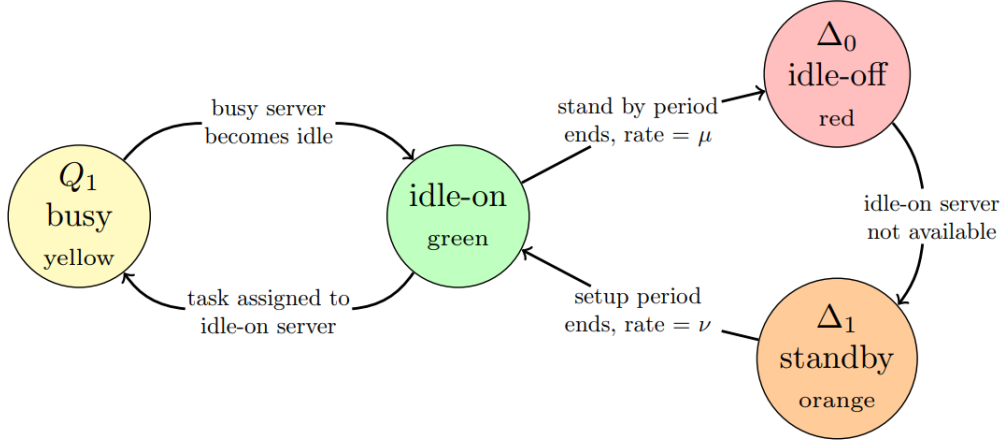 Q₁
busy
yellow
busy server
becomes idle
task assigned to
idle-on server
idle-on
green
stand by period
ends, rate = μ
setup period
ends, rate = ν
Δ₀
idle-off
red
idle-on server
not available
Δ₁
standby
orange